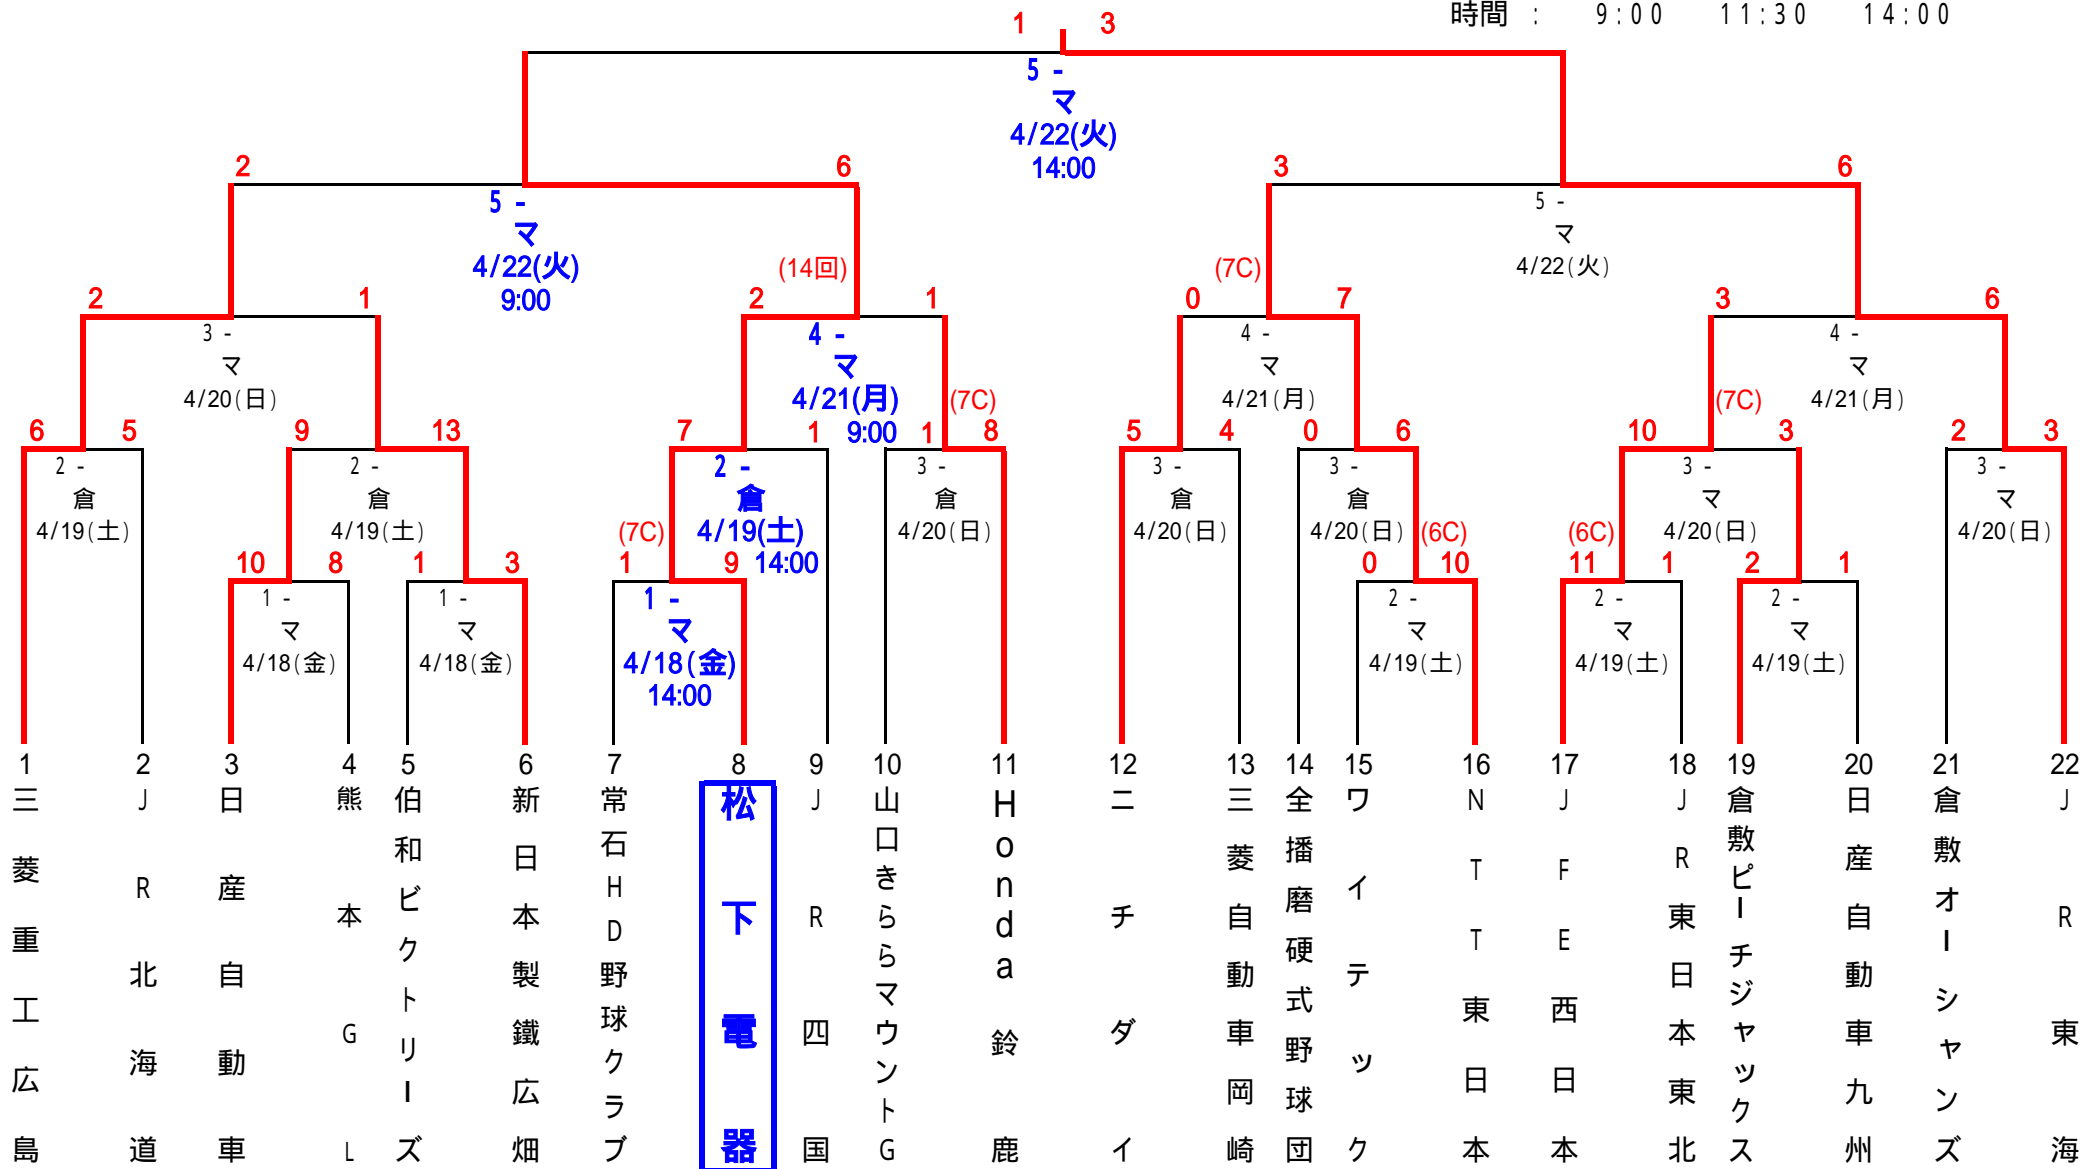 時間 : 9:00 11:30 14:00
1 3
5 -
マ
4/22(火)
14:00
2 6 3 6
5 -
マ
4/22(火)
9:00
5 -
マ
4/22(火)
(14回) (7C)
2 1 2 1 0 7 3 6
3 -
マ
4/20(日)
4 -
マ
4/21(月)
9:00
4 -
マ
4/21(月)
4 -
マ
4/21(月)
(7C) (7C)
6 5 9 13 7 1 1 8 5 4 0 6 10 3 2 3
2 -
倉
4/19(土)
2 -
倉
4/19(土)
2 -
倉
4/19(土)
14:00
3 -
倉
4/20(日)
3 -
倉
4/20(日)
3 -
倉
4/20(日)
3 -
マ
4/20(日)
3 -
マ
4/20(日)
(7C) (6C) (6C)
10 8 1 3 1 9 0 10 11 1 2 1
1 -
マ
4/18(金)
1 -
マ
4/18(金)
1 -
マ
4/18(金)
14:00
2 -
マ
4/19(土)
2 -
マ
4/19(土)
2 -
マ
4/19(土)
1 2 3 4 5 6 7 8 9 10 11 12 13 14 15 16 17 18 19 20 21 22
三菱重工広島
JR北海道
日産自動車
熊本GL
伯和ビクトリーズ
新日本製鐵広畑
常石HD野球クラブ
松下電器
JR四国
山口きららマウントG
Honda鈴鹿
ニチダイ
三菱自動車岡崎
全播磨硬式野球団
ワイテック
NTT東日本
JFE西日本
JR東日本東北
倉敷ピーチジャックス
日産自動車九州
倉敷オーシャンズ
JR東海